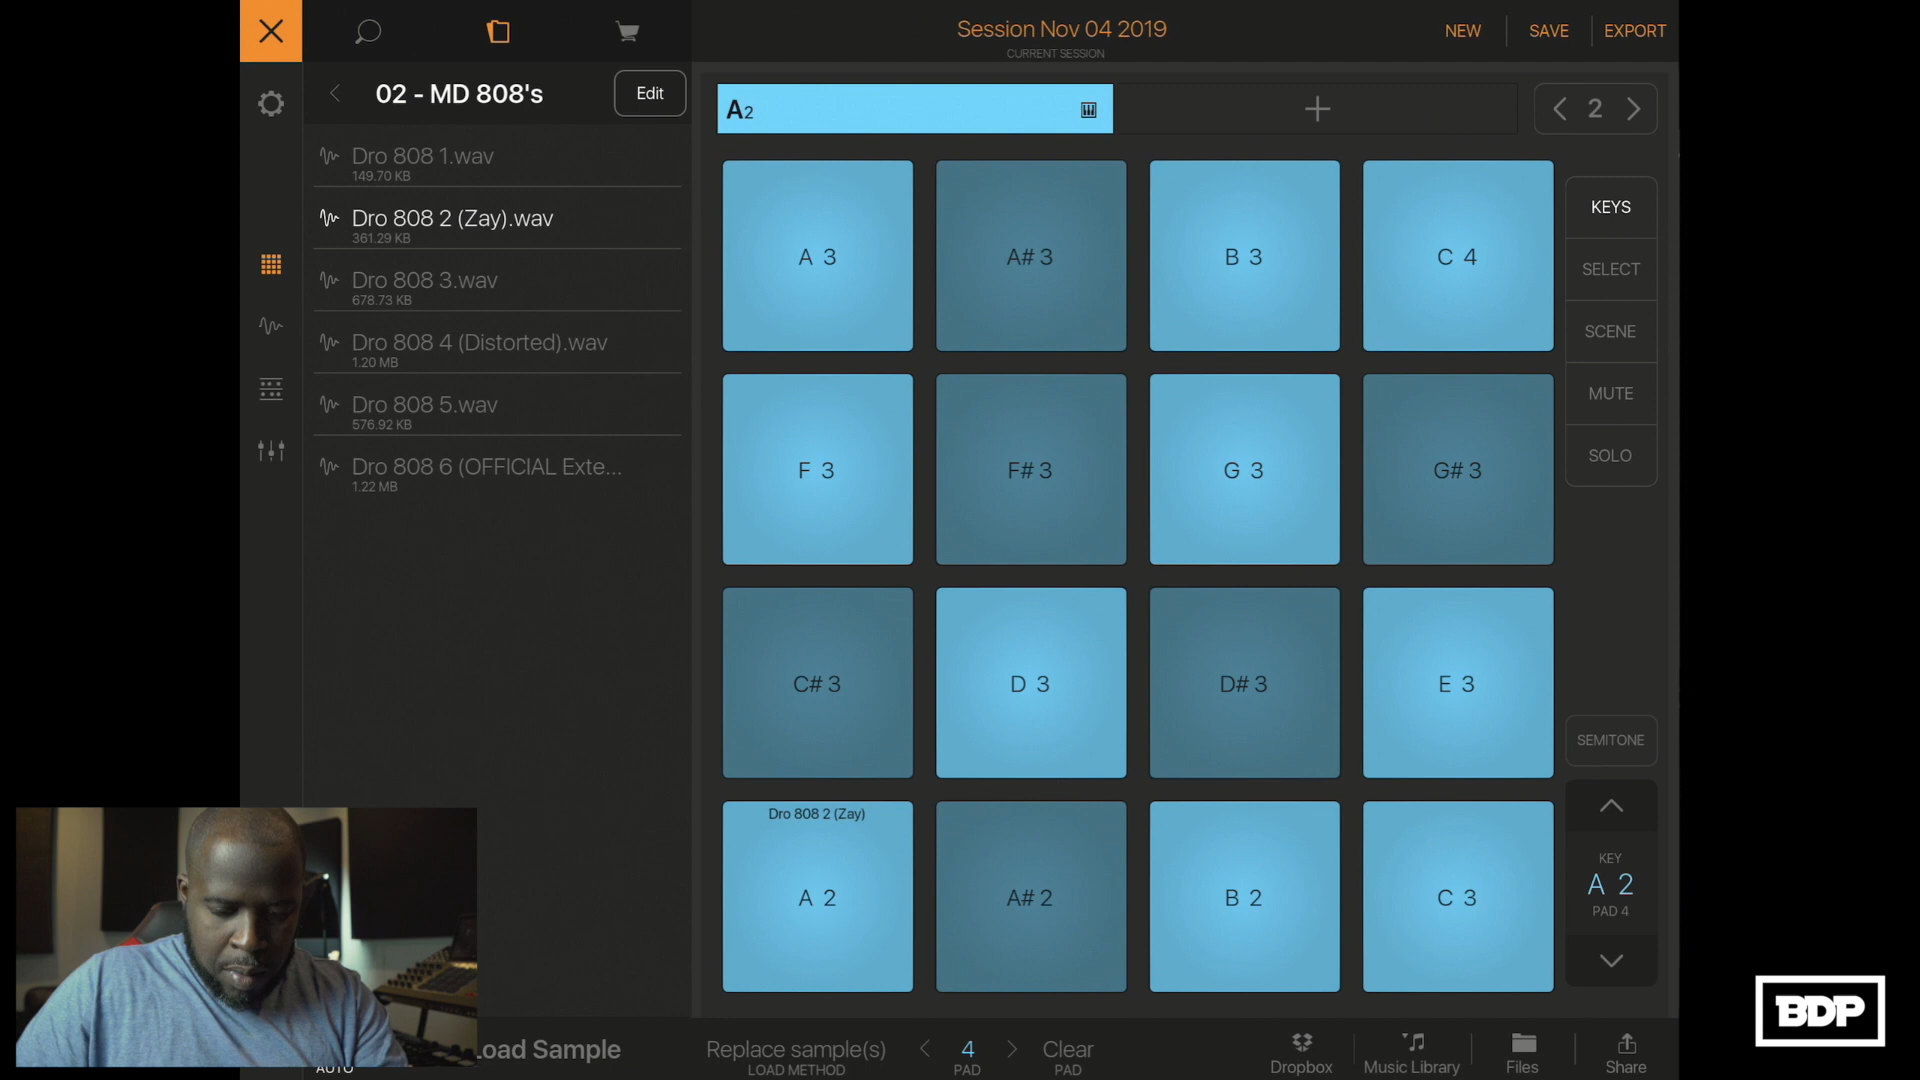 Session Nov 04 2019
CURRENT SESSION
NEW
SAVE
EXPORT
02 - MD 808's
Edit
Dro 808 1.wav
149.70 KB
Dro 808 2 (Zay).wav
361.29 KB
Dro 808 3.wav
678.73 KB
Dro 808 4 (Distorted).wav
1.20 MB
Dro 808 5.wav
576.92 KB
Dro 808 6 (OFFICIAL Exte...
1.22 MB
A2
2
A 3
A# 3
B 3
C 4
F 3
F# 3
G 3
G# 3
C# 3
D 3
D# 3
E 3
Dro 808 2 (Zay)
A 2
A# 2
B 2
C 3
KEYS
SELECT
SCENE
MUTE
SOLO
SEMITONE
KEY
A 2
PAD 4
AUTO
Load Sample
Replace sample(s)
LOAD METHOD
4
PAD
Clear
PAD
Dropbox
Music Library
Files
Share
BDP